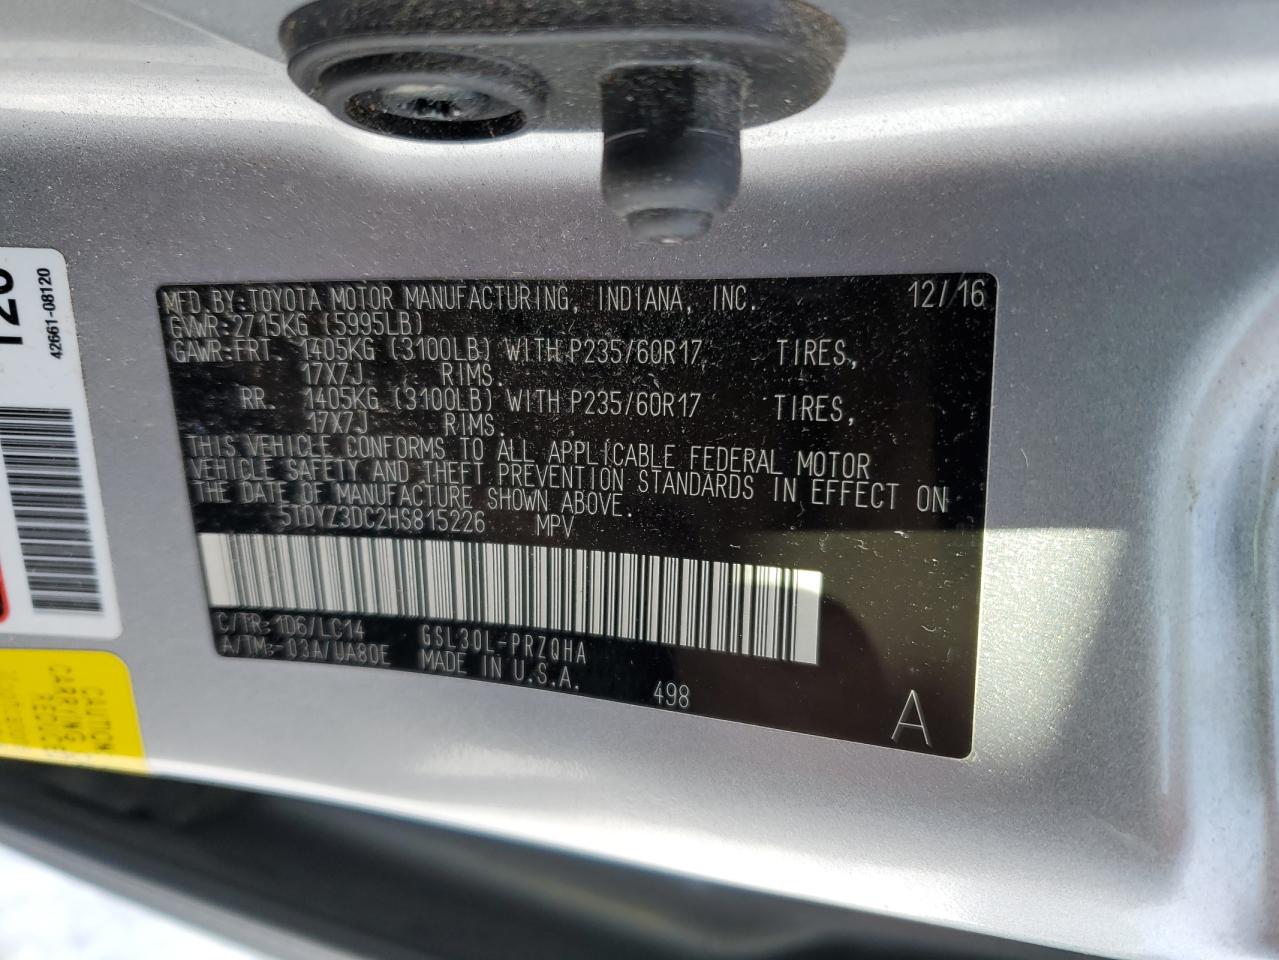 MFD.BY:TOYOTA MOTOR MANUFACTURING, INDIANA, INC. 12/16
GVWR:2715KG (5995LB)
GAWR:FRT. 1405KG (3100LB) WITH P235/60R17 TIRES,
17X7J RIMS.
RR. 1405KG (3100LB) WITH P235/60R17 TIRES,
17X7J RIMS.
THIS VEHICLE CONFORMS TO ALL APPLICABLE FEDERAL MOTOR
VEHICLE SAFETY AND THEFT PREVENTION STANDARDS IN EFFECT ON
THE DATE OF MANUFACTURE SHOWN ABOVE.
5TDYZ3DC2HS815226 MPV
C/TR: 1D6/LC14 GSL30L-PRZQHA
A/TM: -03A/UA80E MADE IN U.S.A.
498
A
42661-08120
CAUTION